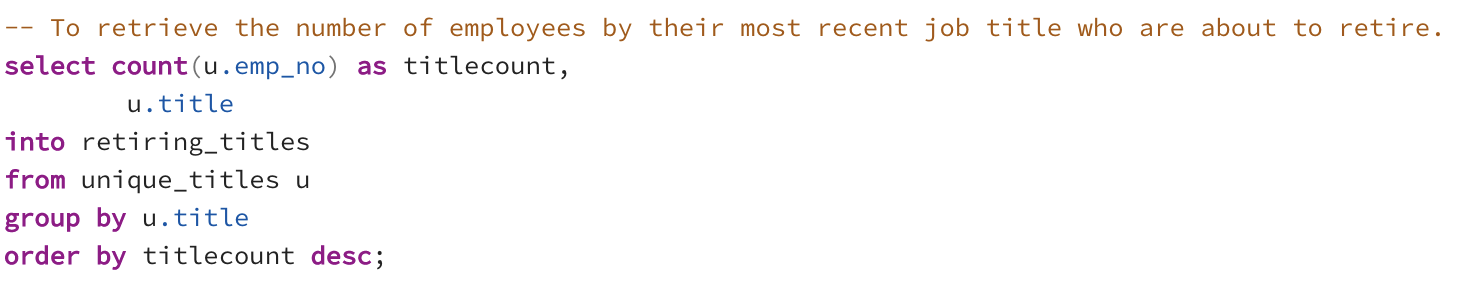 -- To retrieve the number of employees by their most recent job title who are about to retire.
select count(u.emp_no) as titlecount,
        u.title
into retiring_titles
from unique_titles u
group by u.title
order by titlecount desc;